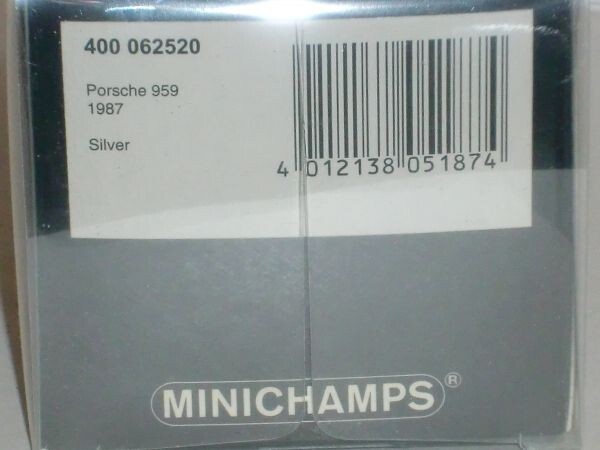 400 062520
Porsche 959
1987
Silver
4 012138 051874
MINICHAMPS®